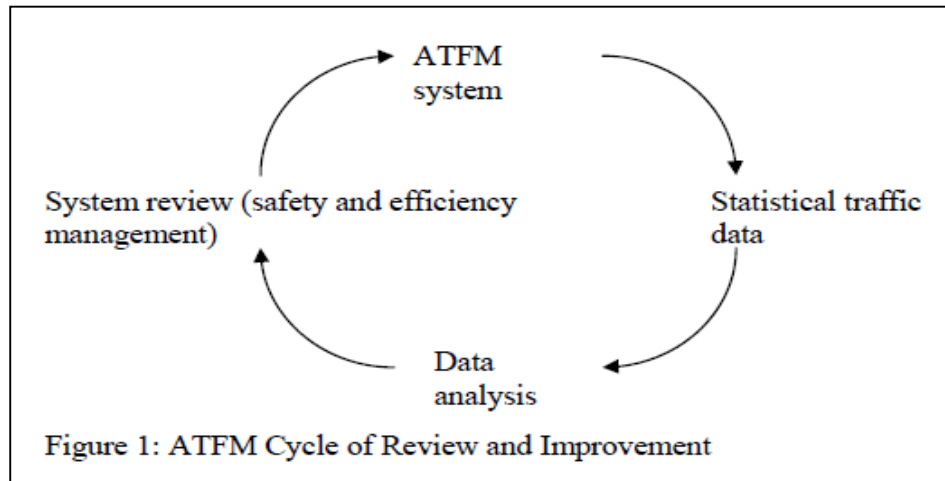 ATFM
system
System review (safety and efficiency
management)
Statistical traffic
data
Data
analysis
Figure 1: ATFM Cycle of Review and Improvement